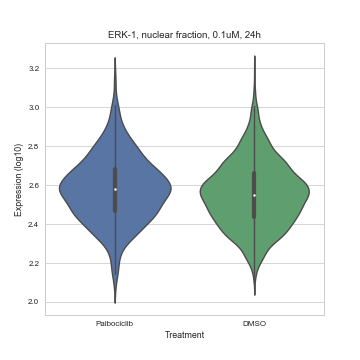 ERK-1, nuclear fraction, 0.1uM, 24h
3.2
3.0
2.8
2.6
2.4
2.2
2.0
Expression (log10)
Palbociclib
DMSO
Treatment